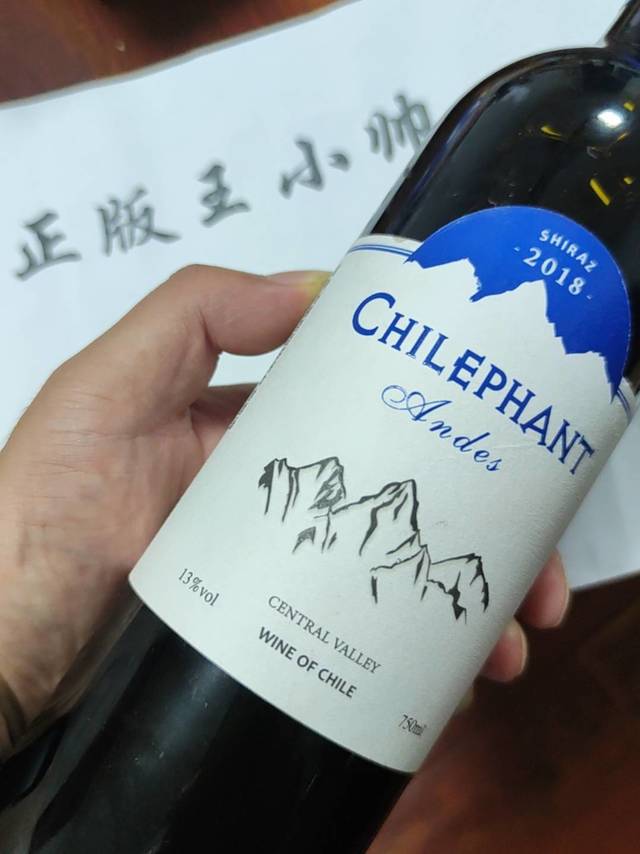 正版王小帅
SHIRAZ
-2018-
CHILEPHANT
Andes
13%vol
CENTRAL VALLEY
WINE OF CHILE
750ml